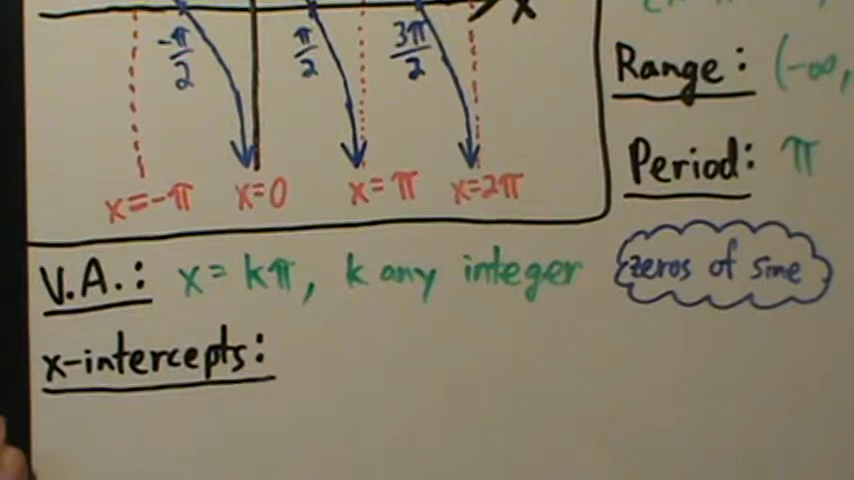 x
-π/2 π/2 3π/2
x=-π x=0 x=π x=2π
Range: (-∞,
Period: π
V.A.: x=kπ, k any integer
zeros of sine
x-intercepts: